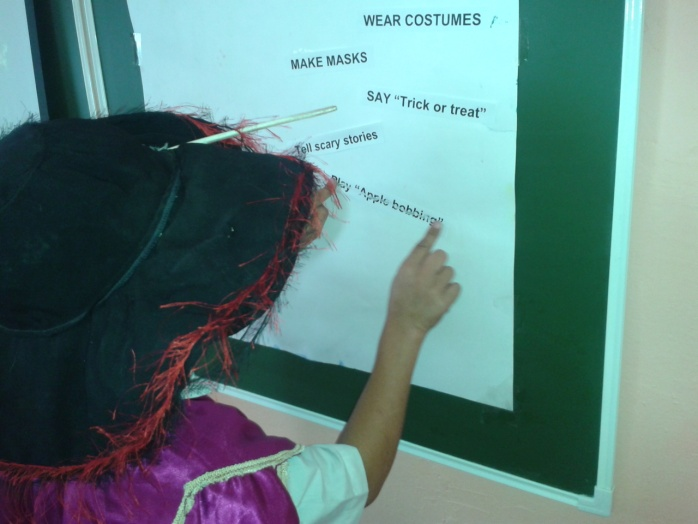 WEAR COSTUMES
MAKE MASKS
SAY “Trick or treat”
Tell scary stories
Play “Apple bobbing”